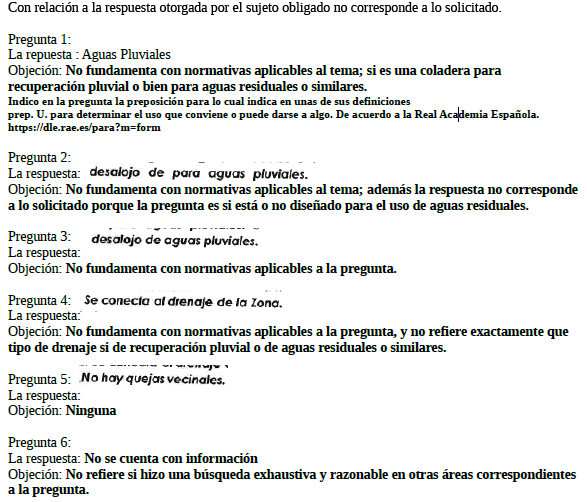 Con relación a la respuesta otorgada por el sujeto obligado no corresponde a lo solicitado.
Pregunta 1:
La repuesta : Aguas Pluviales
Objeción: No fundamenta con normativas aplicables al tema; si es una coladera para
recuperación pluvial o bien para aguas residuales o similares.
Indico en la pregunta la preposición para lo cual indica en unas de sus definiciones
prep. U. para determinar el uso que conviene o puede darse a algo. De acuerdo a la Real Academia Española.
https://dle.rae.es/para?m=form
Pregunta 2:
La respuesta: desalojo de para aguas pluviales.
Objeción: No fundamenta con normativas aplicables al tema; además la respuesta no corresponde
a lo solicitado porque la pregunta es si está o no diseñado para el uso de aguas residuales.
Pregunta 3: desalojo de aguas pluviales.
La respuesta:
Objeción: No fundamenta con normativas aplicables a la pregunta.
Pregunta 4: Se conecta al drenaje de la Zona.
La respuesta:
Objeción: No fundamenta con normativas aplicables a la pregunta, y no refiere exactamente que
tipo de drenaje si de recuperación pluvial o de aguas residuales o similares.
Pregunta 5: No hay quejas vecinales.
La respuesta:
Objeción: Ninguna
Pregunta 6:
La respuesta: No se cuenta con información
Objeción: No refiere si hizo una búsqueda exhaustiva y razonable en otras áreas correspondientes
a la pregunta.